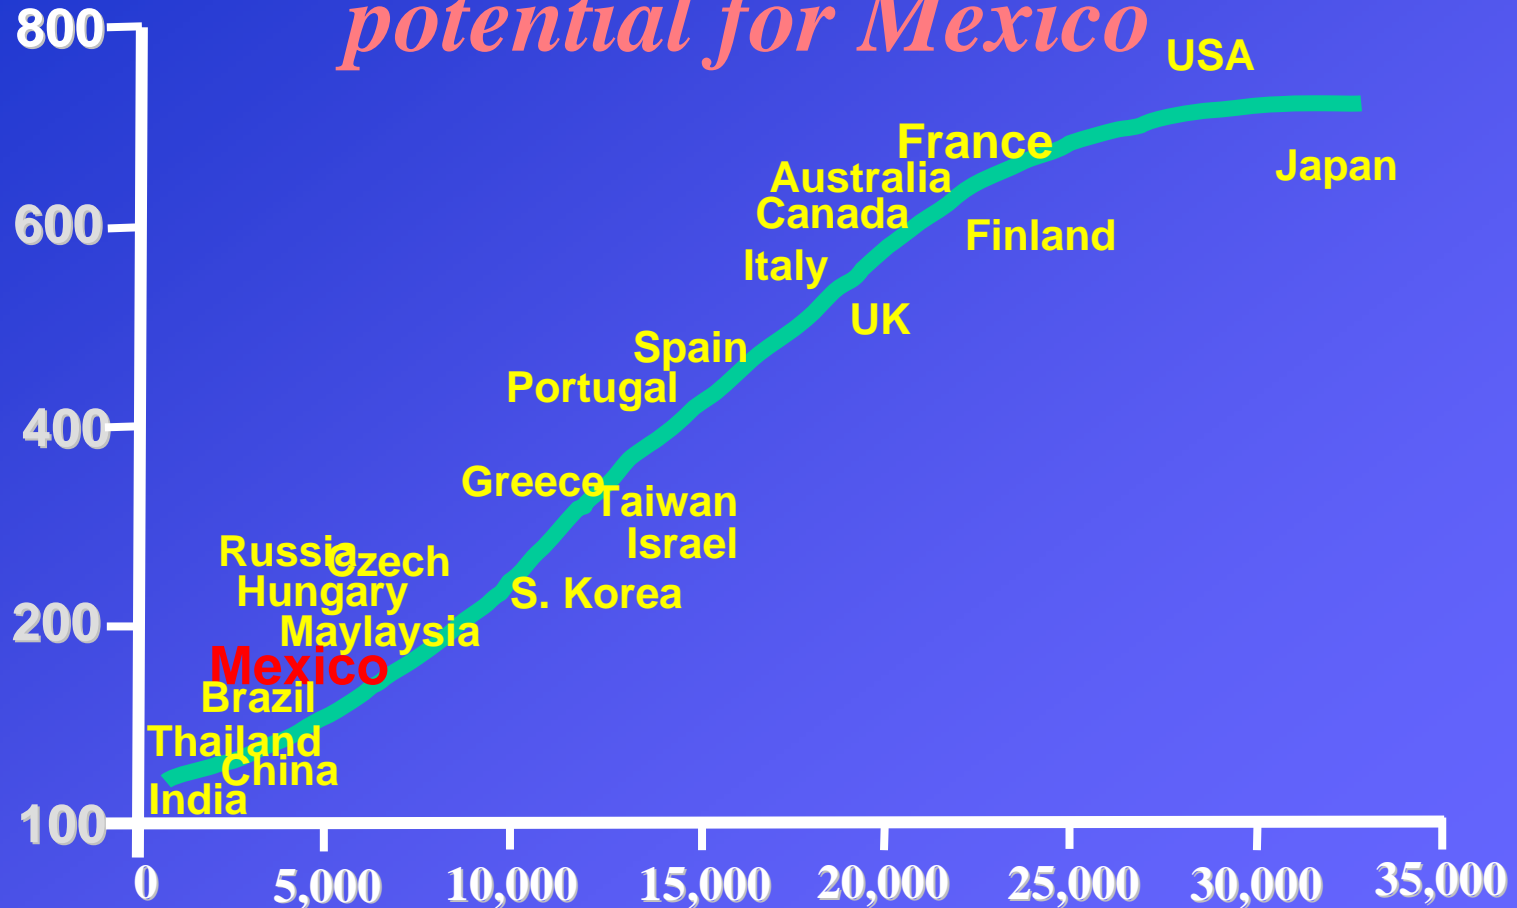 potential for Mexico
800
USA
France
Japan
Australia
Canada
600
Finland
Italy
UK
Spain
Portugal
400
Greece
Taiwan
Israel
Russia
Czech
Hungary
S. Korea
200
Maylaysia
Mexico
Brazil
Thailand
China
India
100
0 5,000 10,000 15,000 20,000 25,000 30,000 35,000